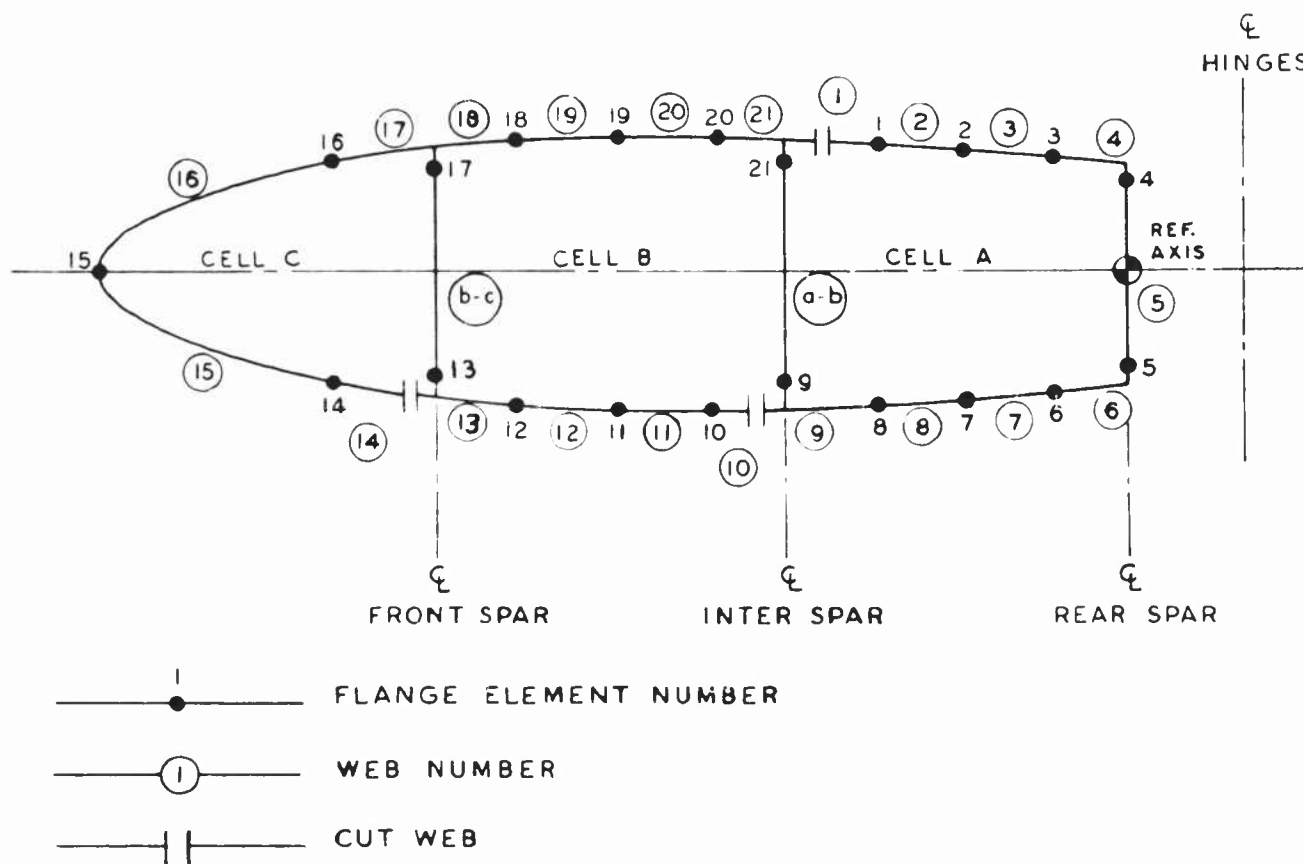 ℄
HINGES
1
16 17 18 18 19 19 20 20 21 1 2 2 3 3 4
16 17 21 4
15 CELL C CELL B CELL A REF.
AXIS
b-c a-b 5
15 14 13 9 5
14 13 12 12 11 11 10 10 9 8 8 7 7 6 6
℄ ℄ ℄
FRONT SPAR INTER SPAR REAR SPAR
1
FLANGE ELEMENT NUMBER
1 WEB NUMBER
CUT WEB